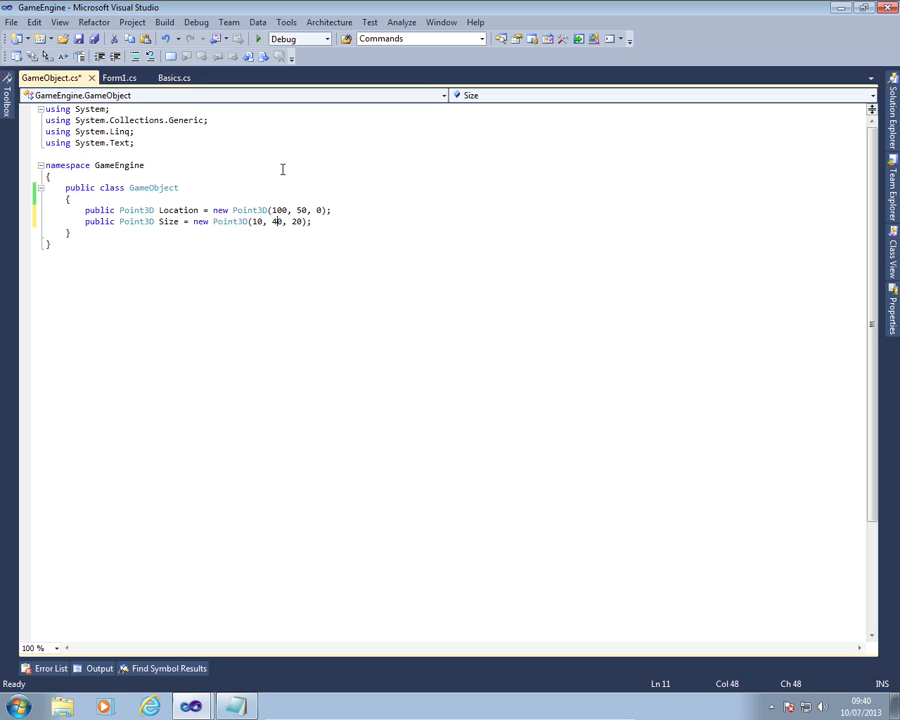 GameEngine - Microsoft Visual Studio
File Edit View Refactor Project Build Debug Team Data Tools Architecture Test Analyze Window Help
Debug Commands
GameObject.cs* Form1.cs Basics.cs
GameEngine.GameObject Size
using System;
using System.Collections.Generic;
using System.Linq;
using System.Text;
namespace GameEngine
{
public class GameObject
{
public Point3D Location = new Point3D(100, 50, 0);
public Point3D Size = new Point3D(10, 40, 20);
}
}
Toolbox
Solution Explorer
Team Explorer
Class View
Properties
100 %
Error List Output Find Symbol Results
Ready Ln 11 Col 48 Ch 48 INS
09:40
10/07/2013